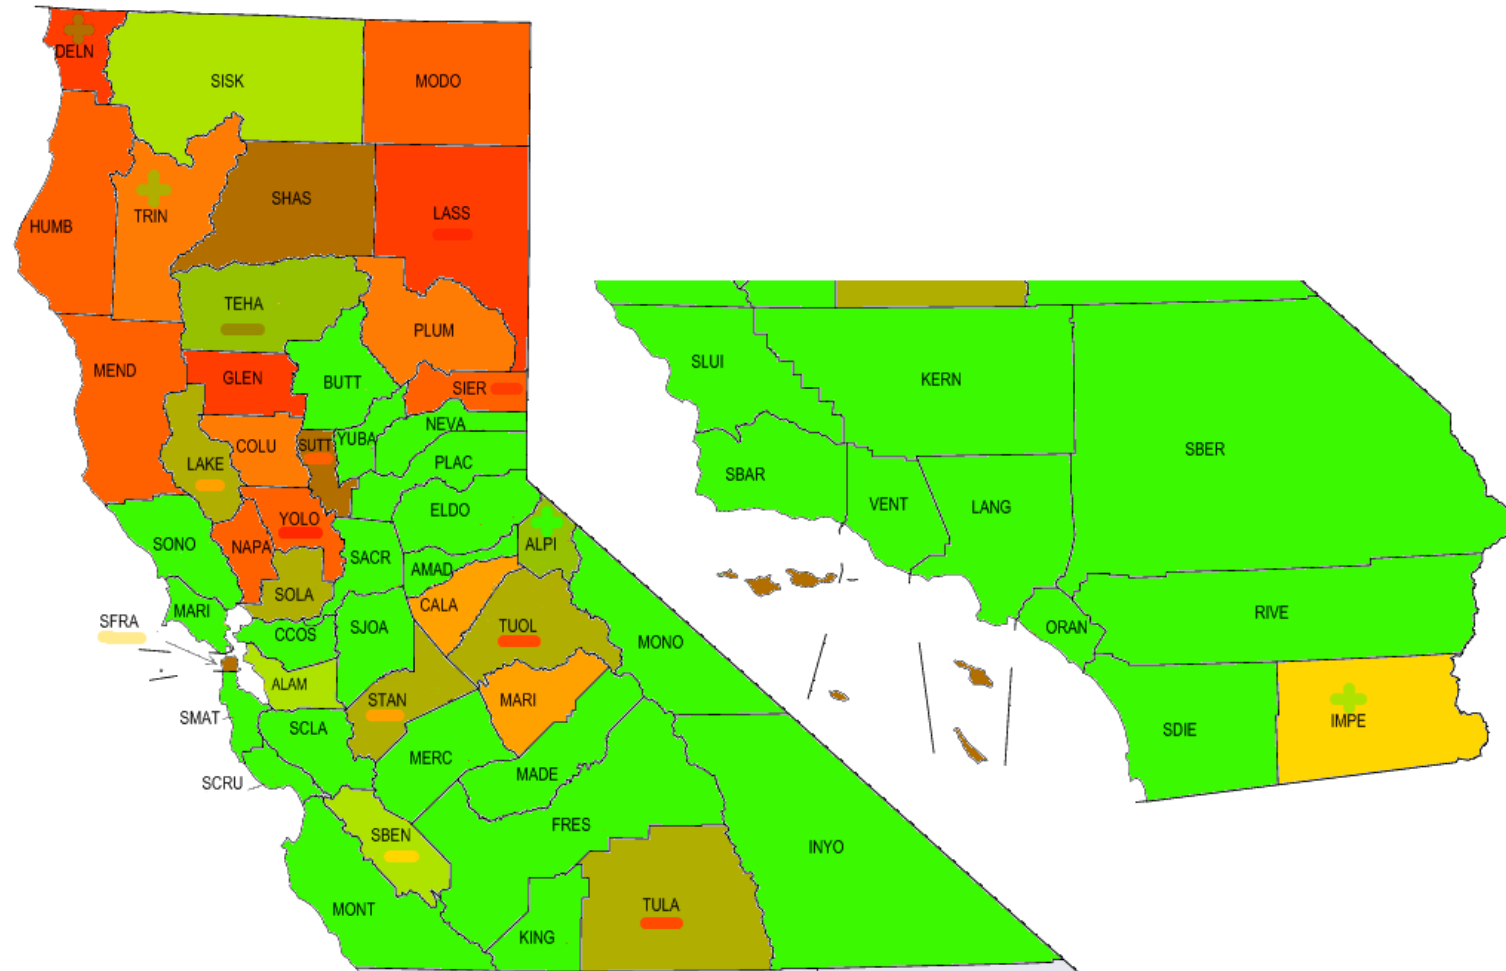 DELN
SISK
MODO
HUMB
TRIN
SHAS
LASS
TEHA
PLUM
MEND
GLEN
BUTT
SIER
LAKE
COLU
SUTT
YUBA
NEVA
PLAC
ELDO
SONO
NAPA
YOLO
SACR
AMAD
ALPI
SOLA
CALA
MARI
SFRA
CCOS
SJOA
TUOL
MONO
ALAM
STAN
MARI
SMAT
SCLA
MERC
MADE
SCRU
SBEN
FRES
INYO
MONT
KING
TULA
SLUI
KERN
SBER
SBAR
VENT
LANG
ORAN
RIVE
SDIE
IMPE